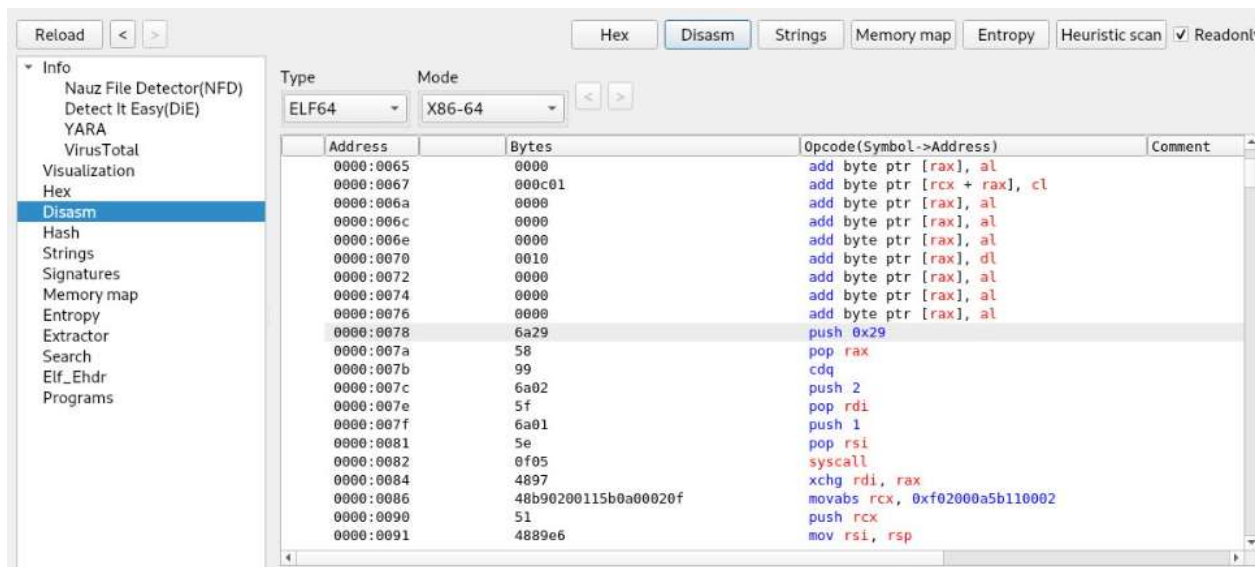 Reload < > Hex Disasm Strings Memory map Entropy Heuristic scan Readonly
Info
Nauz File Detector(NFD)
Detect It Easy(DiE)
YARA
VirusTotal
Visualization
Hex
Disasm
Hash
Strings
Signatures
Memory map
Entropy
Extractor
Search
Elf_Ehdr
Programs
Type Mode
ELF64 X86-64 < >
Address Bytes Opcode(Symbol->Address) Comment
0000:0065 0000 add byte ptr [rax], al
0000:0067 000c01 add byte ptr [rcx + rax], cl
0000:006a 0000 add byte ptr [rax], al
0000:006c 0000 add byte ptr [rax], al
0000:006e 0000 add byte ptr [rax], al
0000:0070 0010 add byte ptr [rax], dl
0000:0072 0000 add byte ptr [rax], al
0000:0074 0000 add byte ptr [rax], al
0000:0076 0000 add byte ptr [rax], al
0000:0078 6a29 push 0x29
0000:007a 58 pop rax
0000:007b 99 cdq
0000:007c 6a02 push 2
0000:007e 5f pop rdi
0000:007f 6a01 push 1
0000:0081 5e pop rsi
0000:0082 0f05 syscall
0000:0084 4897 xchg rdi, rax
0000:0086 48b90200115b0a00020f movabs rcx, 0xf02000a5b110002
0000:0090 51 push rcx
0000:0091 4889e6 mov rsi, rsp